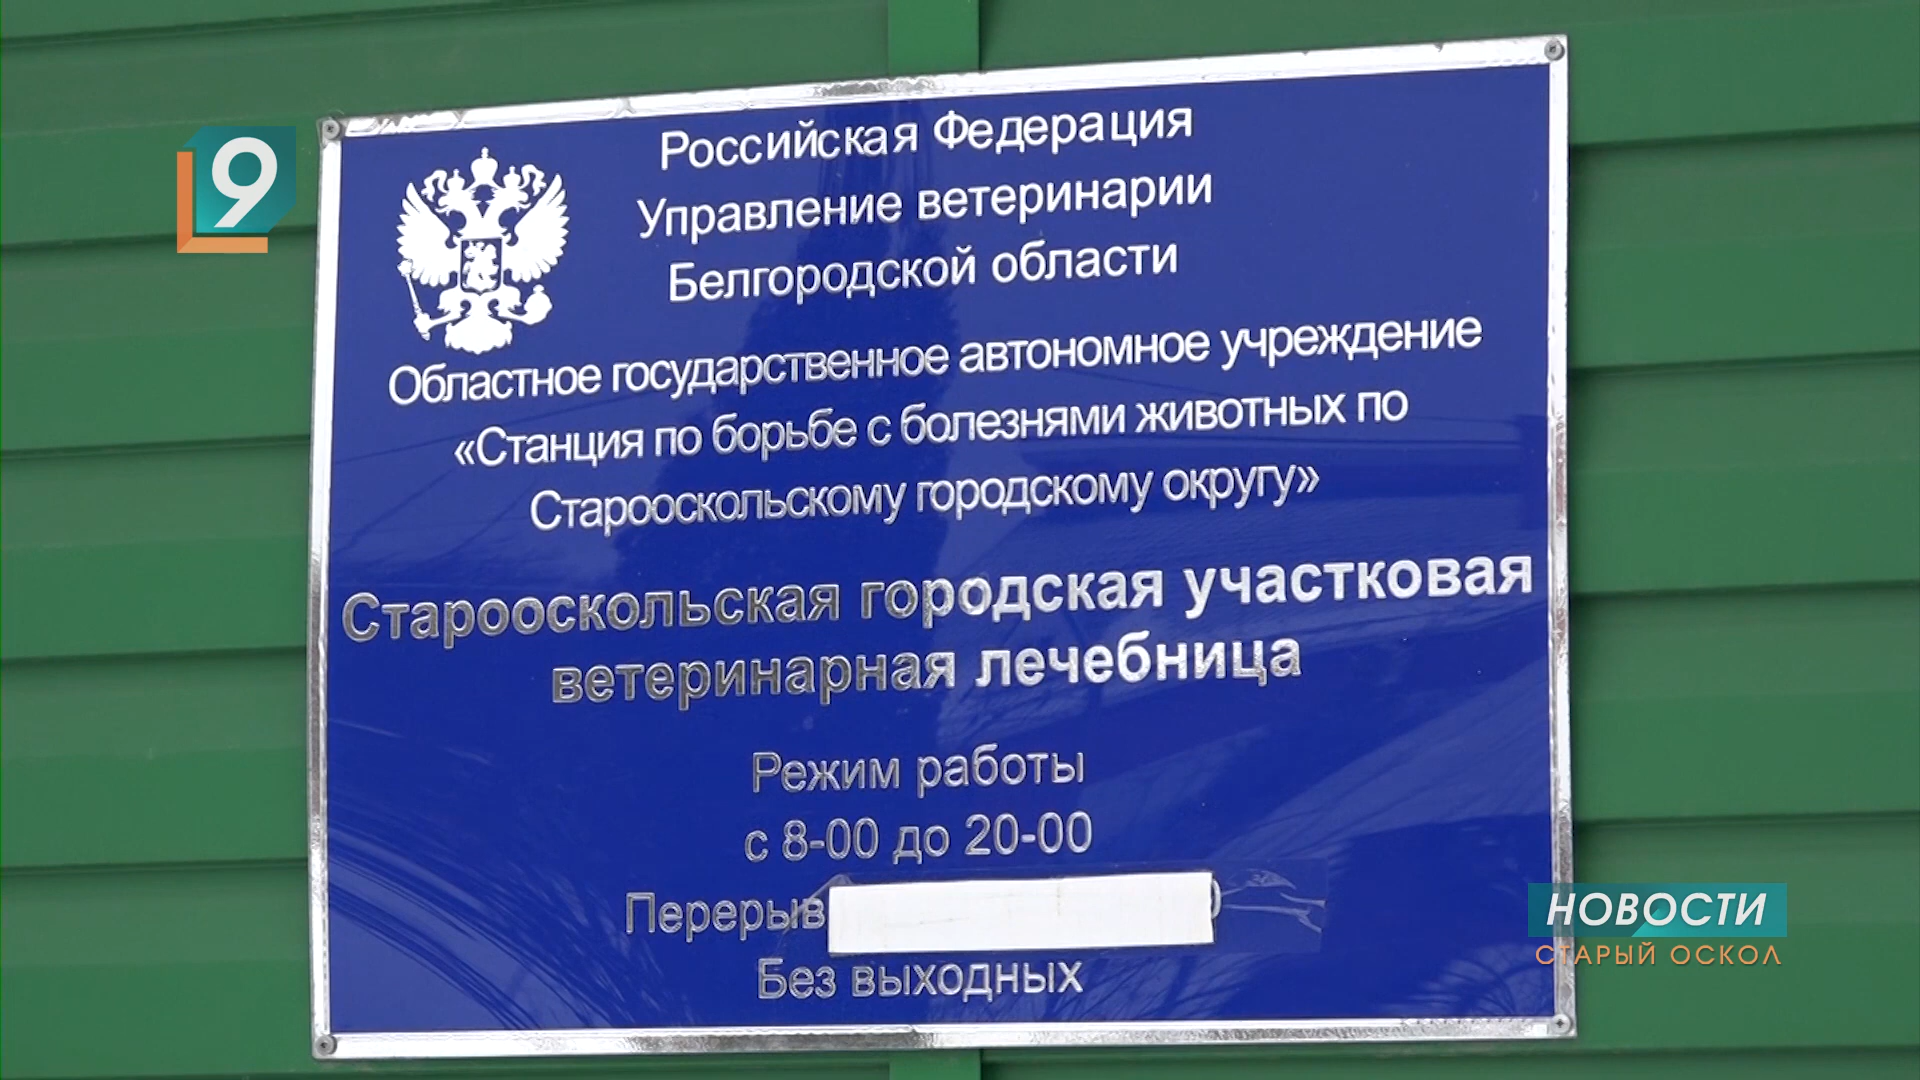 9
Российская Федерация
Управление ветеринарии
Белгородской области
Областное государственное автономное учреждение
«Станция по борьбе с болезнями животных по
Старооскольскому городскому округу»
Старооскольская городская участковая
ветеринарная лечебница
Режим работы
с 8-00 до 20-00
Перерыв
Без выходных
НОВОСТИ
СТАРЫЙ ОСКОЛ